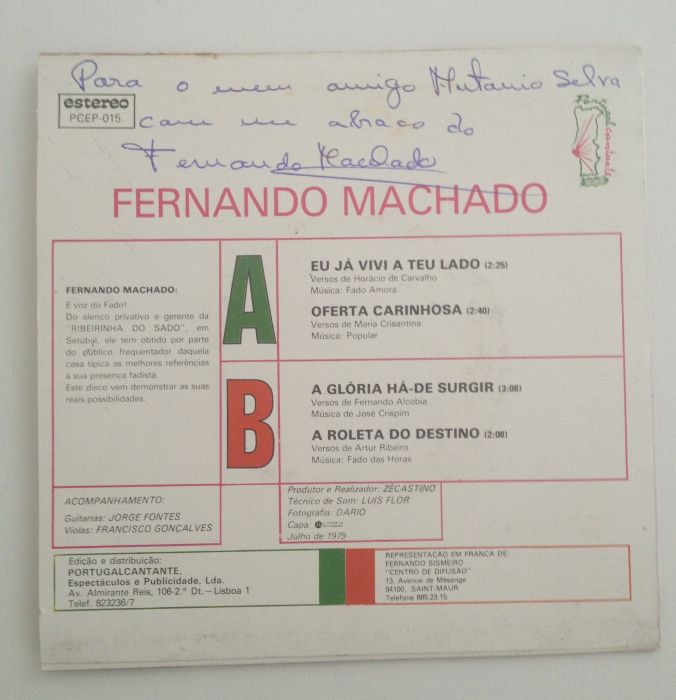 Para o meu amigo Silva
estereo
PCEP-015
com um abraço do
Fernando Machado
Portugal cantante
FERNANDO MACHADO
FERNANDO MACHADO:
E voz do Fado!
Do elenco privativo e gerente da
"RIBEIRINHA DO SADO", em
Setúbal, ele tem obtido por parte
do público frequentador daquela
casa típica as melhores referências
à sua presença fadista.
Este disco vem demonstrar as suas
reais possibilidades.
A
EU JÁ VIVI A TEU LADO (2:25)
Versos de Horácio de Carvalho
Música: Fado Amora
OFERTA CARINHOSA (2:40)
Versos de Maria Crisantina
Música: Popular
B
A GLÓRIA HÁ-DE SURGIR (3:08)
Versos de Fernando Alcobia
Música de José Crispim
A ROLETA DO DESTINO (2:08)
Versos de Artur Ribeiro
Música: Fado das Horas
ACOMPANHAMENTO:
Guitarras: JORGE FONTES
Violas: FRANCISCO GONÇALVES
Produtor e Realizador: ZÉCASTINO
Técnico de Som: LUÍS FLOR
Fotografia: DARIO
Capa:
Julho de 1979
Edição e distribuição:
PORTUGALCANTANTE,
Espectáculos e Publicidade, Lda.
Av. Almirante Reis, 106-2.º Dt.—Lisboa 1
Telef. 823236/7
REPRESENTAÇÃO EM FRANÇA DE:
FERNANDO SISMEIRO
"CENTRO DE DIFUSÃO"
13, Avenue de Mésange
94100, SAINT-MAUR
Telefone 885.23.15